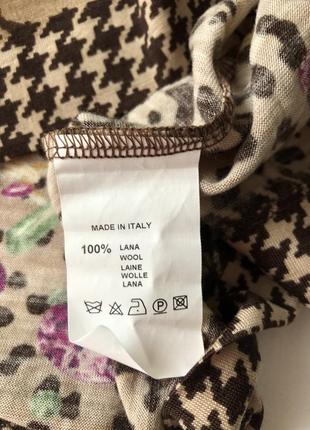 MADE IN ITALY
100% LANA
WOOL
LAINE
WOLLE
LANA
P